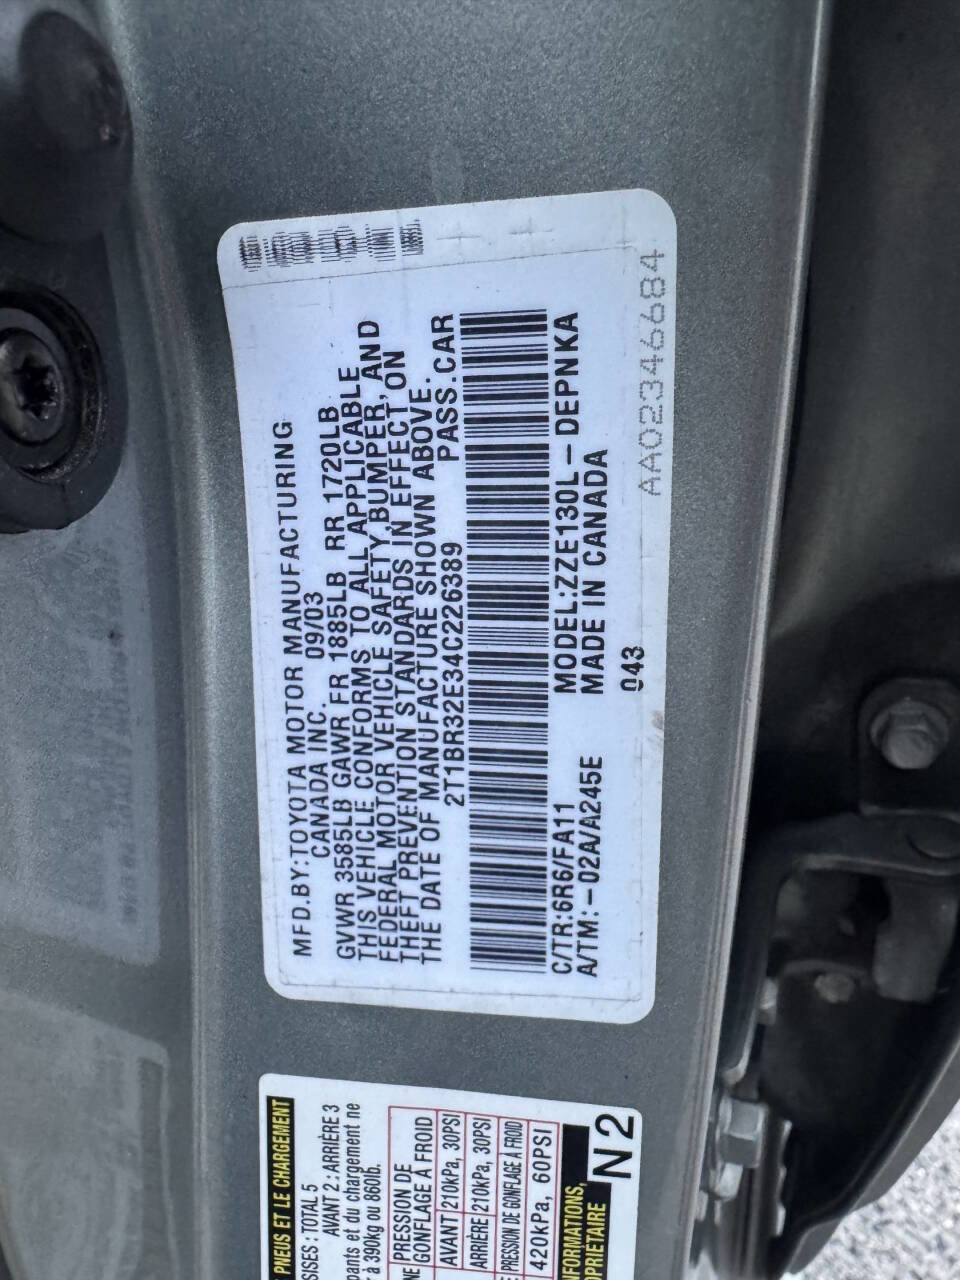 MFD.BY:TOYOTA MOTOR MANUFACTURING
CANADA INC. 09/03
GVWR 3585LB GAWR FR 1885LB RR 1720LB
THIS VEHICLE CONFORMS TO ALL APPLICABLE
FEDERAL MOTOR VEHICLE SAFETY,BUMPER, AND
THEFT PREVENTION STANDARDS IN EFFECT ON
THE DATE OF MANUFACTURE SHOWN ABOVE.
2T1BR32E34C226389 PASS.CAR
C/TR:6R6/FA11 MODEL:ZZE130L-DEPNKA
A/TM:-02A/A245E MADE IN CANADA
043
AA02346684
PNEUS ET LE CHARGEMENT
: TOTAL 5
AVANT 2 : ARRIÈRE 3
et du chargement ne
à 390kg ou 860lb.
PRESSION DE
GONFLAGE À FROID
AVANT 210kPa, 30PSI
ARRIÈRE 210kPa, 30PSI
PRESSION DE GONFLAGE À FROID
420kPa, 60PSI
N2